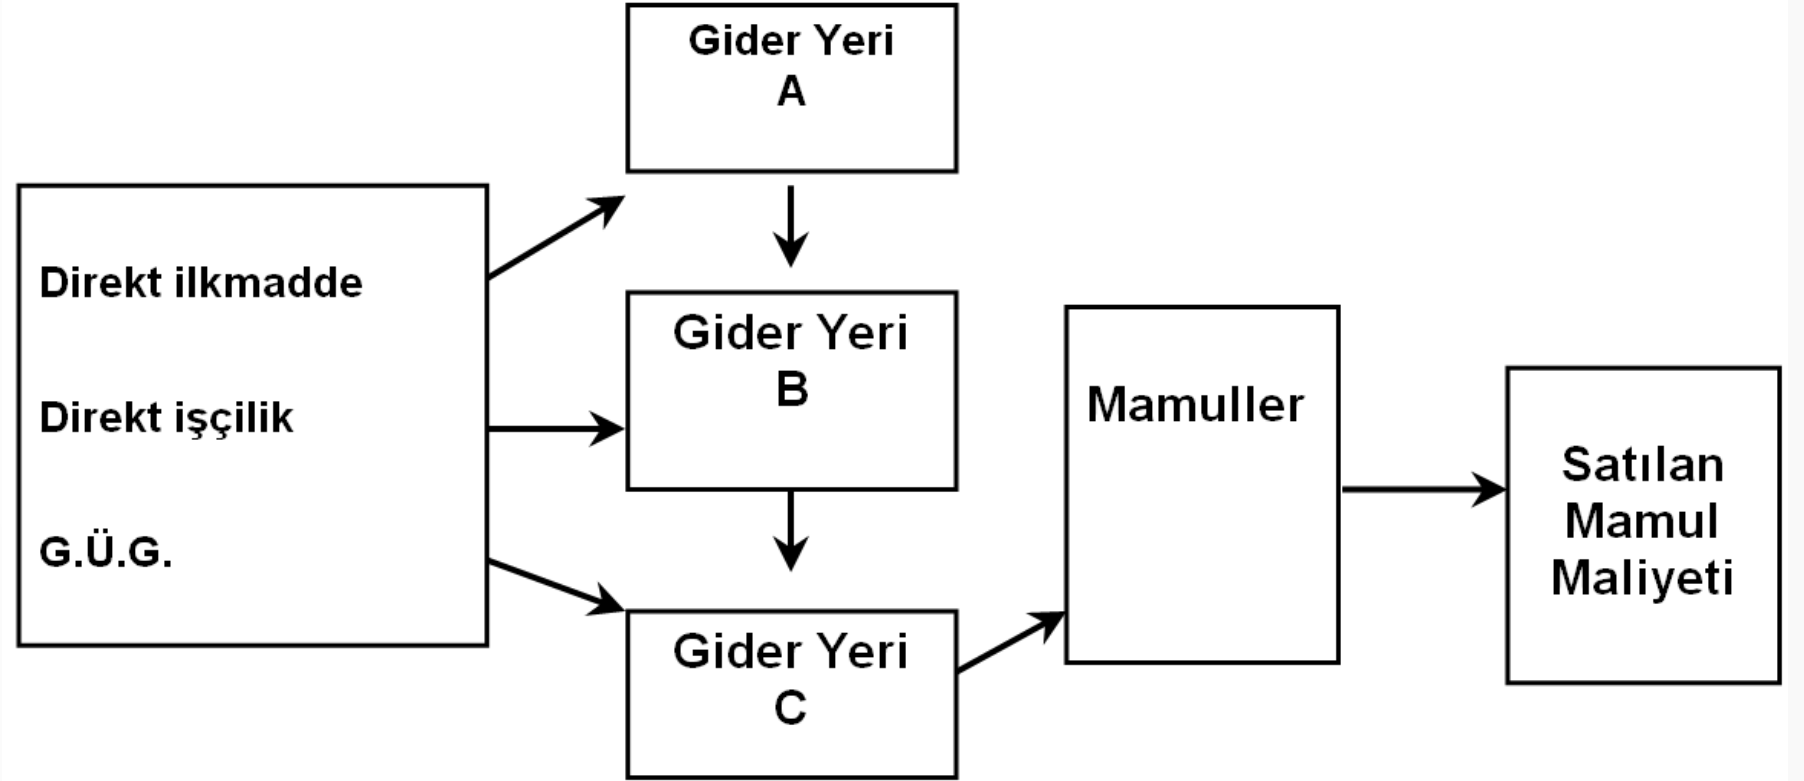 Gider Yeri
A
Direkt ilkmadde
Direkt işçilik
G.Ü.G.
Gider Yeri
B
Gider Yeri
C
Mamuller
Satılan
Mamul
Maliyeti